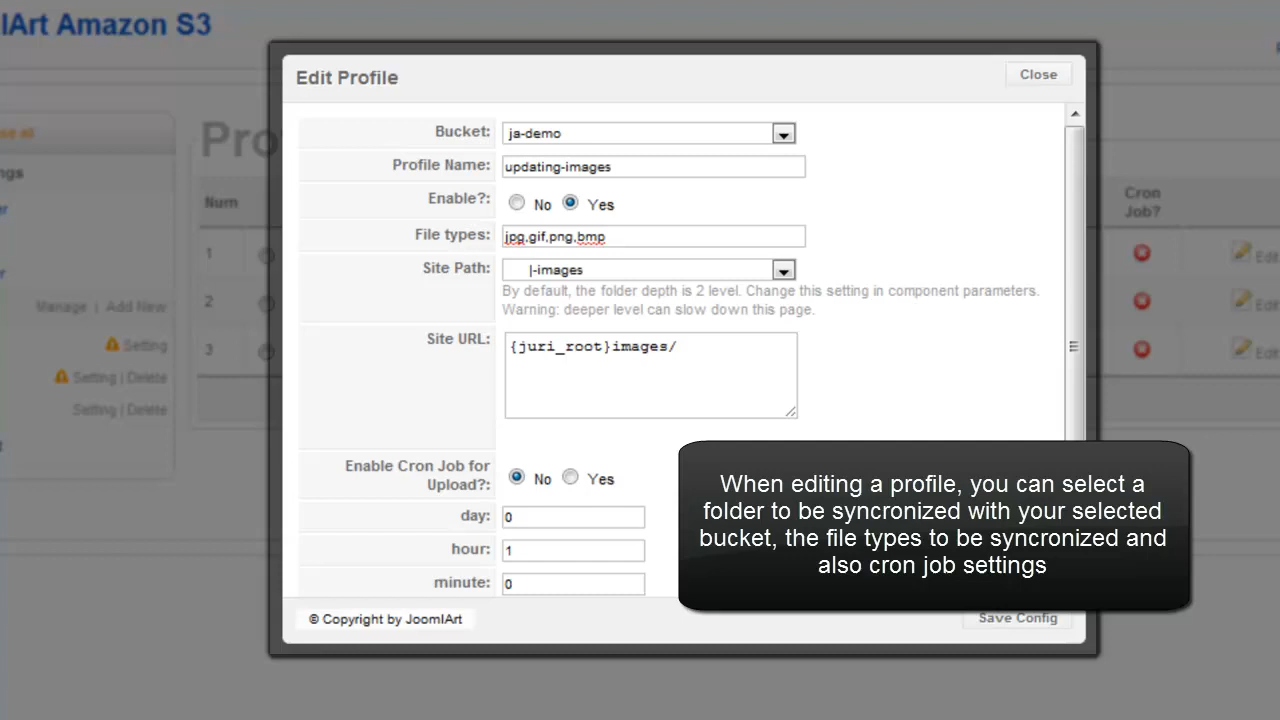 lArt Amazon S3
Edit Profile
Close
Bucket: ja-demo
Profile Name: updating-images
Enable?: No Yes
File types: jpg,gif,png,bmp
Site Path: |-images
By default, the folder depth is 2 level. Change this setting in component parameters.
Warning: deeper level can slow down this page.
Site URL: {juri_root}images/
Enable Cron Job for
Upload?: No Yes
day: 0
hour: 1
minute: 0
© Copyright by JoomlArt
Save Config
When editing a profile, you can select a
folder to be syncronized with your selected
bucket, the file types to be syncronized and
also cron job settings
Num
Cron
Job?
1
2
3
Manage | Add New
Setting
Setting | Delete
Setting | Delete